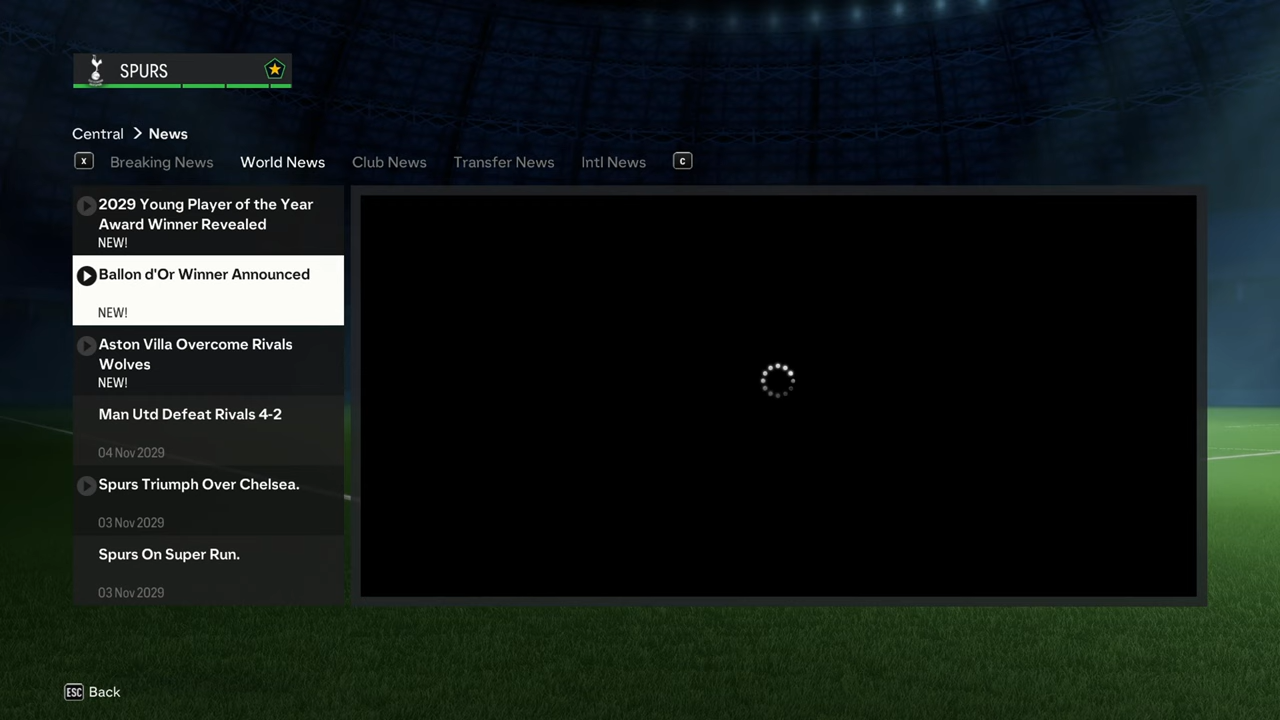 SPURS
Central > News
X Breaking News World News Club News Transfer News Intl News C
2029 Young Player of the Year
Award Winner Revealed
NEW!
Ballon d'Or Winner Announced
NEW!
Aston Villa Overcome Rivals
Wolves
NEW!
Man Utd Defeat Rivals 4-2
04 Nov 2029
Spurs Triumph Over Chelsea.
03 Nov 2029
Spurs On Super Run.
03 Nov 2029
ESC Back